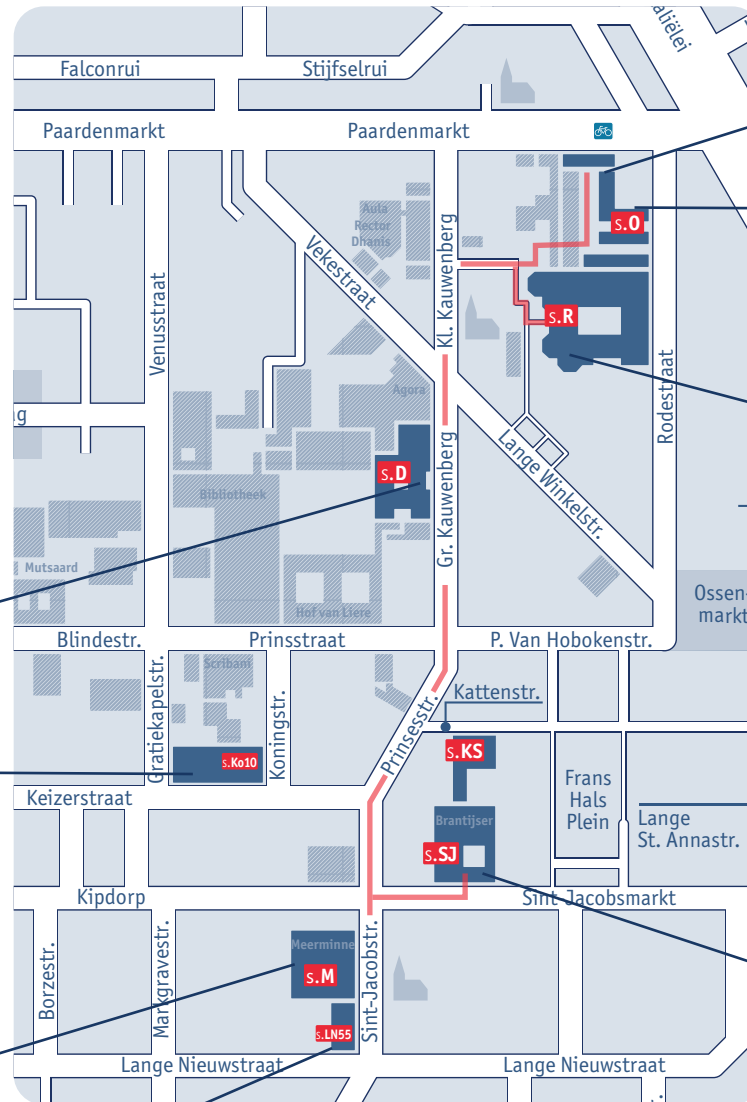 aliëlei
Falconrui
Stijfselrui
Paardenmarkt
Paardenmarkt
Aula
Rector
Dhanis
s.O
Vekestraat
Kl. Kauwenberg
Venusstraat
s.R
Rodestraat
Agora
Gr. Kauwenberg
Lange Winkelstr.
s.D
Bibliotheek
Mutsaard
Hof van Liere
Ossen-
markt
Blindestr.
Prinsstraat
P. Van Hobokenstr.
Scribani
Gratiekapelstr.
Koningstr.
Kattenstr.
Prinsesstr.
s.KS
s.Ko10
Keizerstraat
Frans
Hals
Plein
Brantijser
Lange
St. Annastr.
s.SJ
Kipdorp
Sint-Jacobsmarkt
Borzestr.
Markgravestr.
Meerminne
s.M
Sint-Jacobstr.
s.LN55
Lange Nieuwstraat
Lange Nieuwstraat